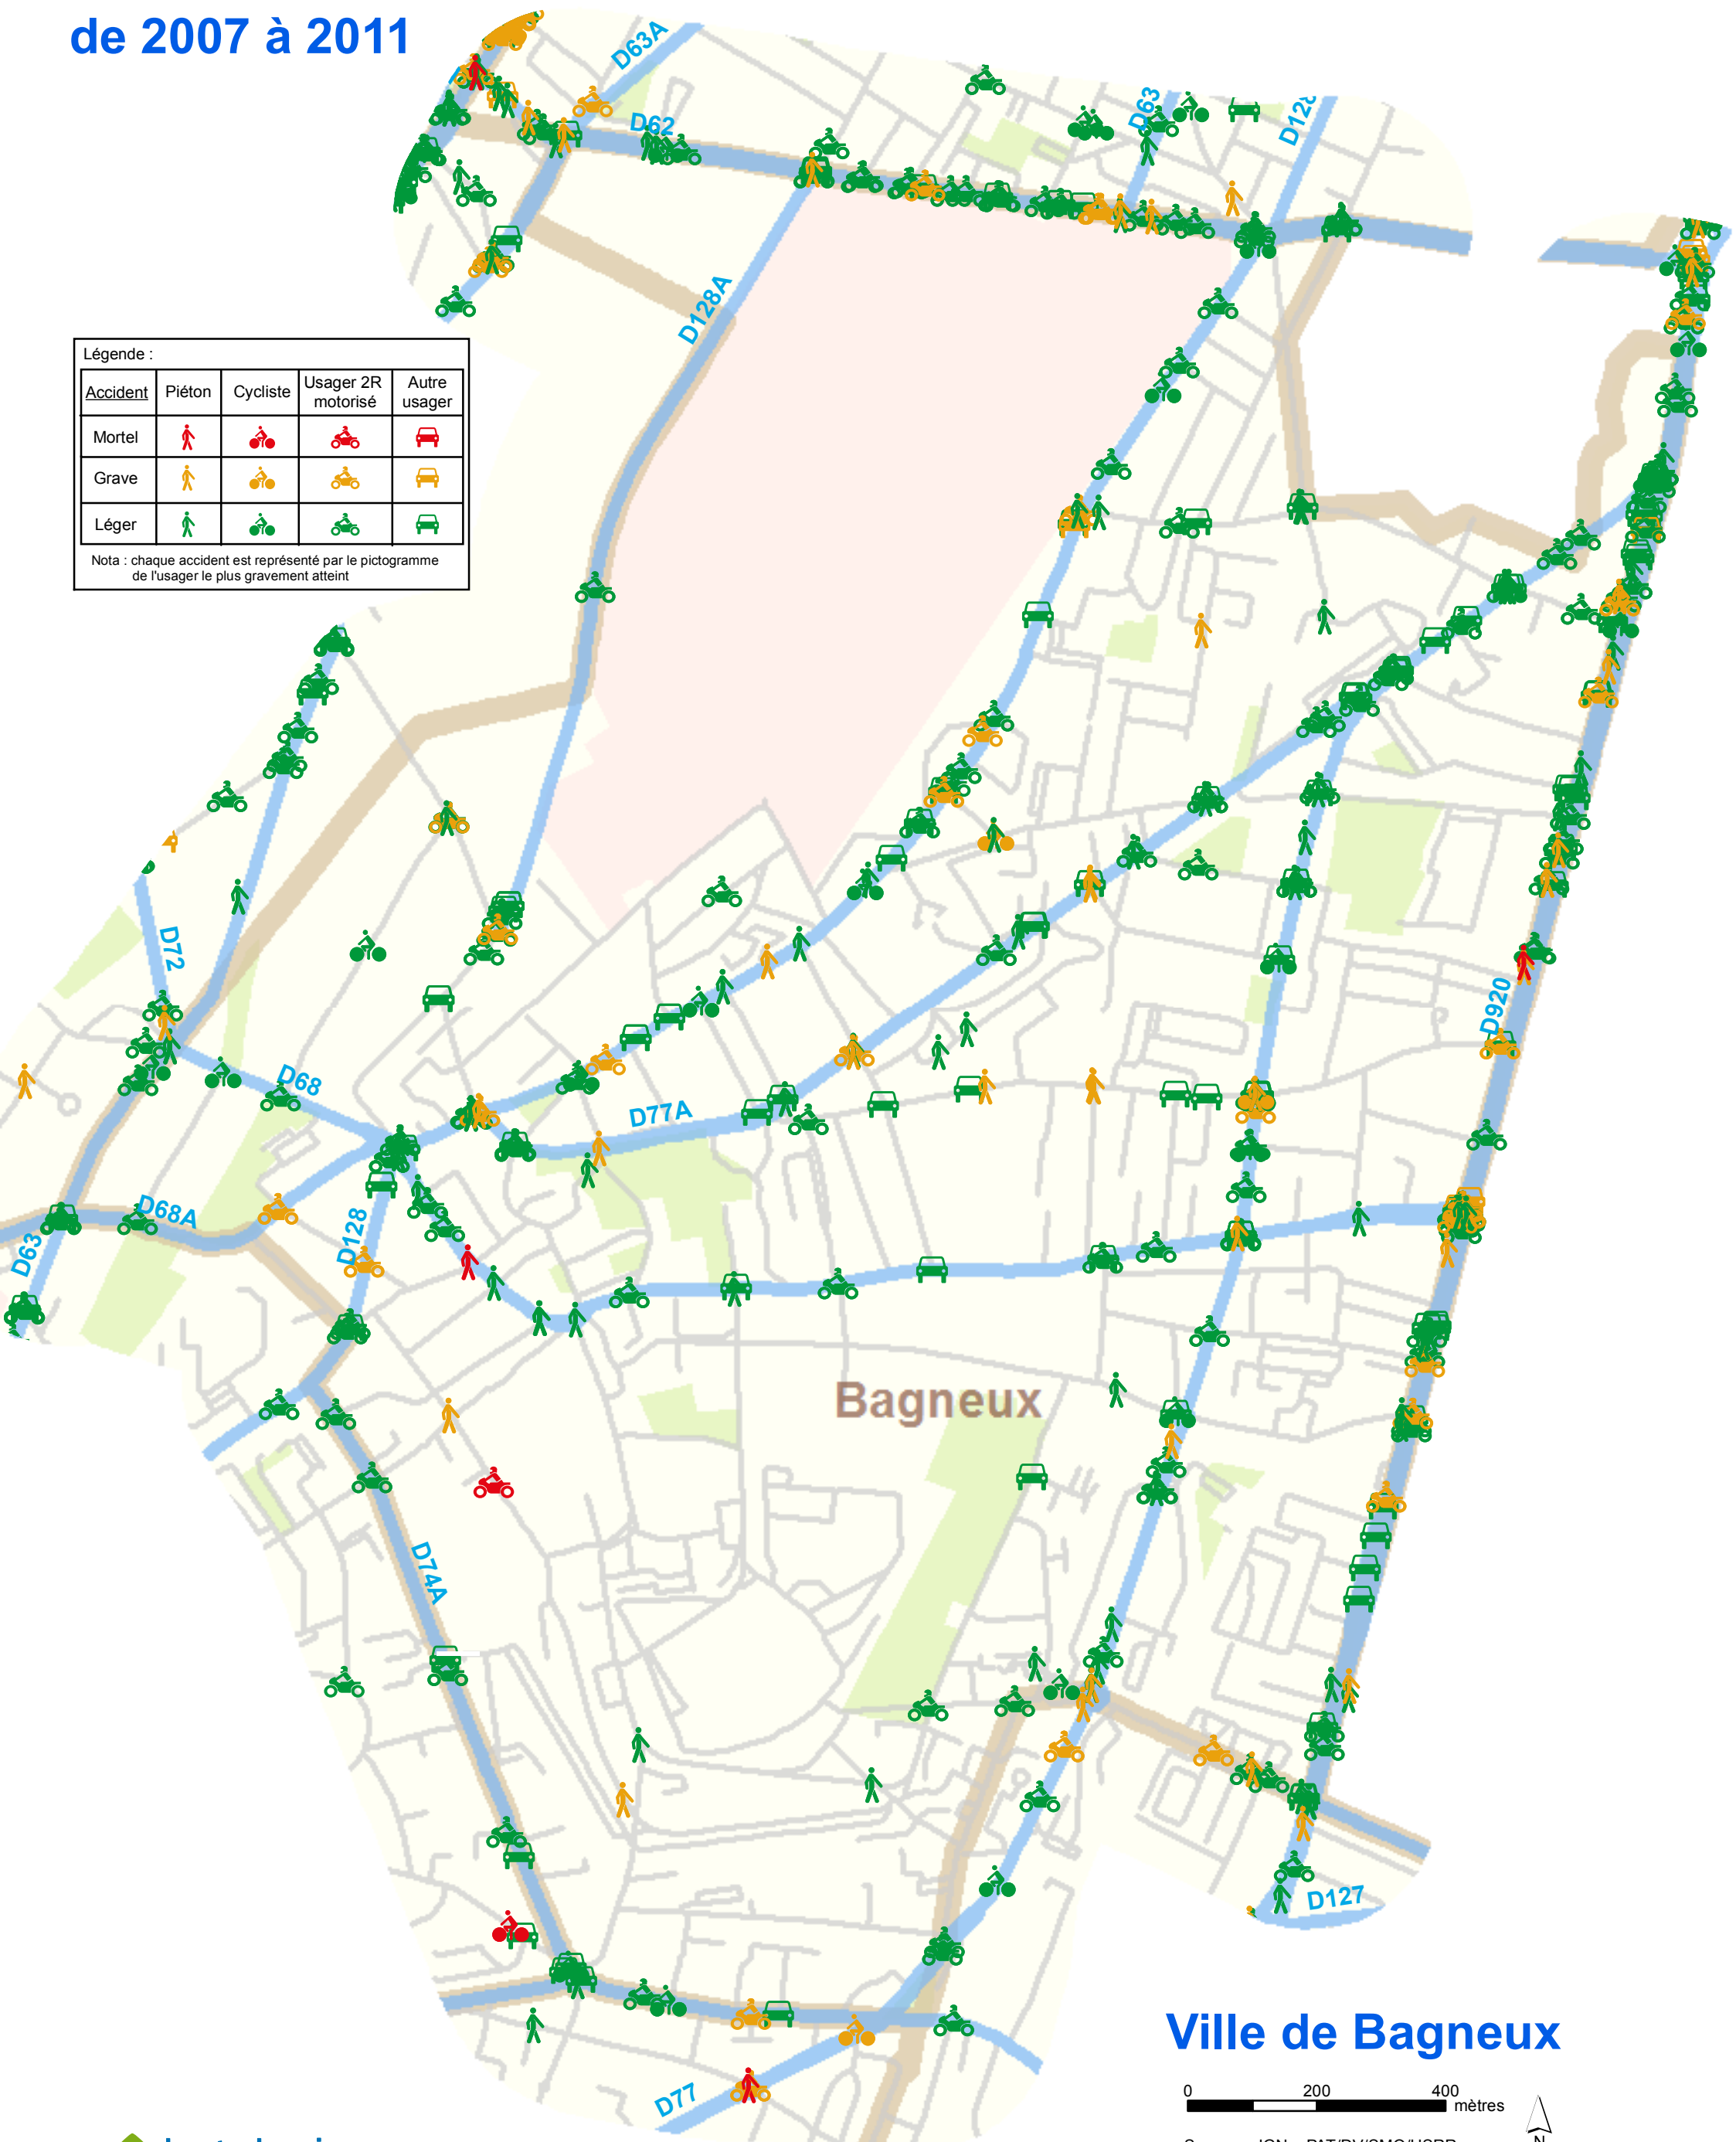 de 2007 à 2011
D63A
D62
D63
D128A
Légende :
Accident Piéton Cycliste Usager 2R motorisé Autre usager
Mortel
Grave
Léger
Nota : chaque accident est représenté par le pictogramme
de l'usager le plus gravement atteint
D72
D920
D68
D77A
D68A
D63
D128
Bagneux
D74A
D127
Ville de Bagneux
0 200 400
mètres
D77